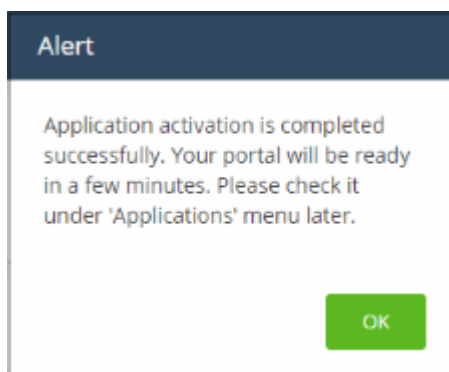 Alert
Application activation is completed
successfully. Your portal will be ready
in a few minutes. Please check it
under 'Applications' menu later.
OK